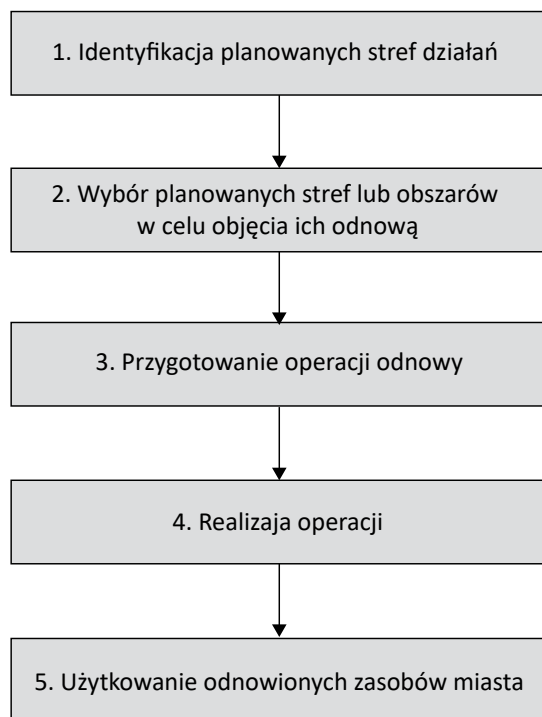 1. Identyfikacja planowanych stref działań
2. Wybór planowanych stref lub obszarów
w celu objęcia ich odnową
3. Przygotowanie operacji odnowy
4. Realizaja operacji
5. Użytkowanie odnowionych zasobów miasta